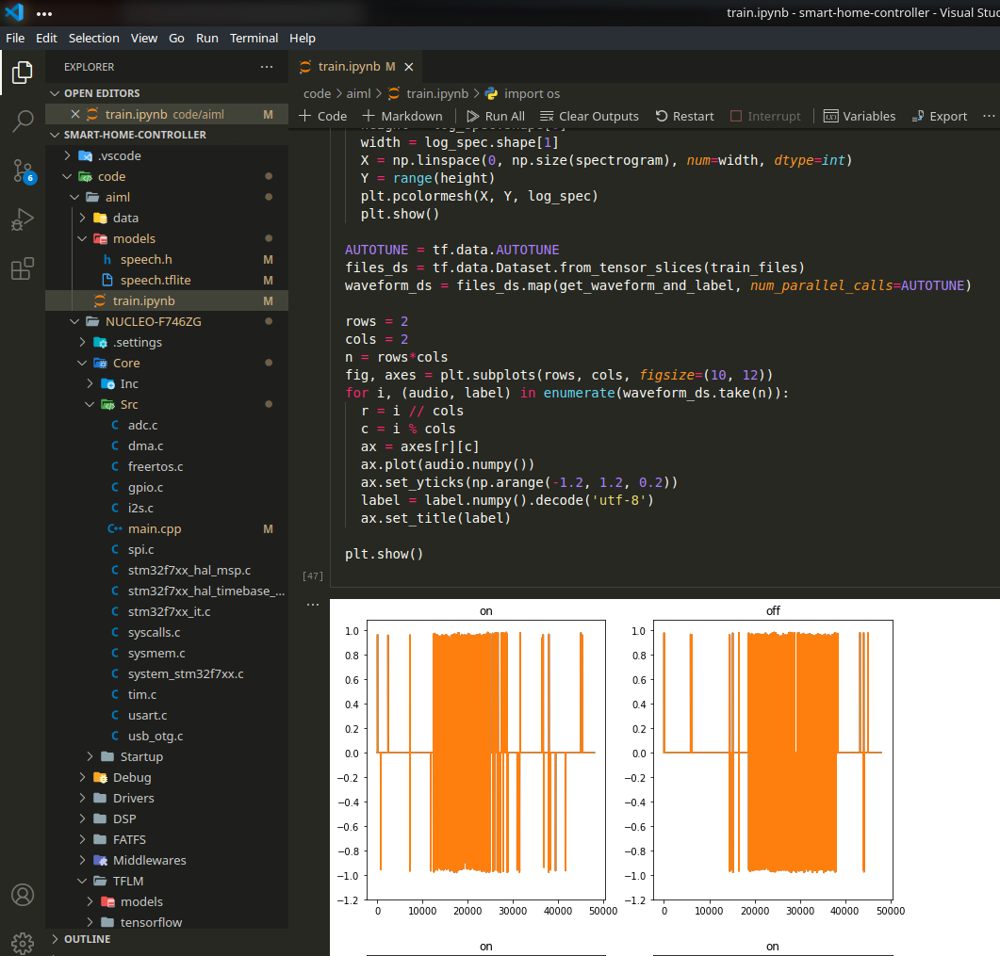 train.ipynb - smart-home-controller - Visual Stu
File Edit Selection View Go Run Terminal Help
EXPLORER
OPEN EDITORS
train.ipynb code/aiml M
SMART-HOME-CONTROLLER
.vscode
code
aiml
data
models
speech.h M
speech.tflite M
train.ipynb M
NUCLEO-F746ZG
.settings
Core
Inc
Src
adc.c
dma.c
freertos.c
gpio.c
i2s.c
main.cpp M
spi.c
stm32f7xx_hal_msp.c
stm32f7xx_hal_timebase_...
stm32f7xx_it.c
syscalls.c
sysmem.c
system_stm32f7xx.c
tim.c
usart.c
usb_otg.c
Startup
Debug
Drivers
DSP
FATFS
Middlewares
TFLM
models
tensorflow
OUTLINE
6
train.ipynb M
code > aiml > train.ipynb > import os
+ Code + Markdown Run All Clear Outputs Restart Interrupt Variables Export ...
width = log_spec.shape[1]
X = np.linspace(0, np.size(spectrogram), num=width, dtype=int)
Y = range(height)
plt.pcolormesh(X, Y, log_spec)
plt.show()
AUTOTUNE = tf.data.AUTOTUNE
files_ds = tf.data.Dataset.from_tensor_slices(train_files)
waveform_ds = files_ds.map(get_waveform_and_label, num_parallel_calls=AUTOTUNE)
rows = 2
cols = 2
n = rows*cols
fig, axes = plt.subplots(rows, cols, figsize=(10, 12))
for i, (audio, label) in enumerate(waveform_ds.take(n)):
r = i // cols
c = i % cols
ax = axes[r][c]
ax.plot(audio.numpy())
ax.set_yticks(np.arange(-1.2, 1.2, 0.2))
label = label.numpy().decode('utf-8')
ax.set_title(label)
plt.show()
[47]
on
1.0
0.8
0.6
0.4
0.2
0.0
−0.2
−0.4
−0.6
−0.8
−1.0
−1.2
0 10000 20000 30000 40000 50000
off
1.0
0.8
0.6
0.4
0.2
0.0
−0.2
−0.4
−0.6
−0.8
−1.0
−1.2
0 10000 20000 30000 40000 50000
on
on